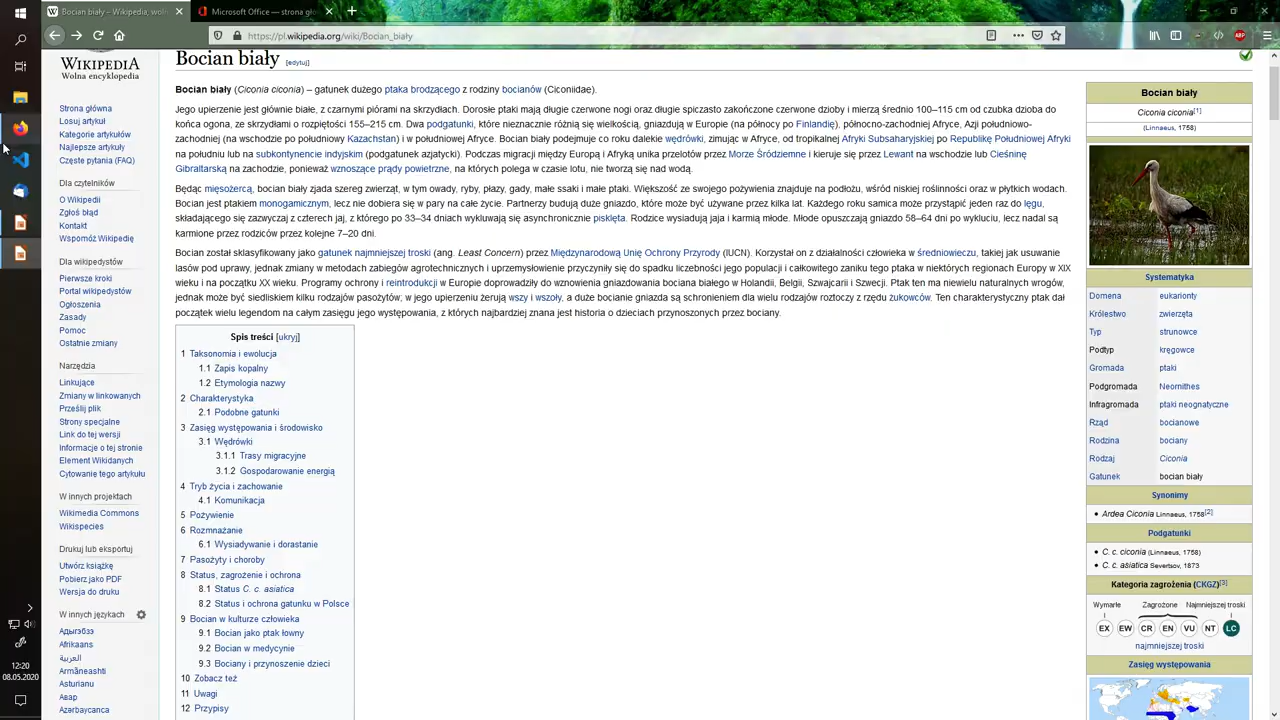 Bocian biały – Wikipedia, woln
Microsoft Office — strona głó
https://pl.wikipedia.org/wiki/Bocian_biały
ABP
WIKIPEDIA
Wolna encyklopedia
Strona główna
Losuj artykuł
Kategorie artykułów
Najlepsze artykuły
Częste pytania (FAQ)
Dla czytelników
O Wikipedii
Zgłoś błąd
Kontakt
Wspomóż Wikipedię
Dla wikipedystów
Pierwsze kroki
Portal wikipedystów
Ogłoszenia
Zasady
Pomoc
Ostatnie zmiany
Narzędzia
Linkujące
Zmiany w linkowanych
Prześlij plik
Strony specjalne
Link do tej wersji
Informacje o tej stronie
Element Wikidanych
Cytowanie tego artykułu
W innych projektach
Wikimedia Commons
Wikispecies
Drukuj lub eksportuj
Utwórz książkę
Pobierz jako PDF
Wersja do druku
W innych językach
Адыгэбзэ
Afrikaans
العربية
Armãneashti
Asturianu
Авар
Azərbaycanca
12:20
08.05.2020
Bocian biały [edytuj]
Bocian biały (Ciconia ciconia) – gatunek dużego ptaka brodzącego z rodziny bocianów (Ciconiidae).
Jego upierzenie jest głównie białe, z czarnymi piórami na skrzydłach. Dorosłe ptaki mają długie czerwone nogi oraz długie spiczasto zakończone czerwone dzioby i mierzą średnio 100–115 cm od czubka dzioba do
końca ogona, ze skrzydłami o rozpiętości 155–215 cm. Dwa podgatunki, które nieznacznie różnią się wielkością, gniazdują w Europie (na północy po Finlandię), północno-zachodniej Afryce, Azji południowo-
zachodniej (na wschodzie po południowy Kazachstan) i w południowej Afryce. Bocian biały podejmuje co roku dalekie wędrówki, zimując w Afryce, od tropikalnej Afryki Subsaharyjskiej po Republikę Południowej Afryki
na południu lub na subkontynencie indyjskim (podgatunek azjatycki). Podczas migracji między Europą i Afryką unika przelotów przez Morze Śródziemne i kieruje się przez Lewant na wschodzie lub Cieśninę
Gibraltarską na zachodzie, ponieważ wznoszące prądy powietrzne, na których polega w czasie lotu, nie tworzą się nad wodą.
Będąc mięsożercą, bocian biały zjada szereg zwierząt, w tym owady, ryby, płazy, gady, małe ssaki i małe ptaki. Większość ze swojego pożywienia znajduje na podłożu, wśród niskiej roślinności oraz w płytkich wodach.
Bocian jest ptakiem monogamicznym, lecz nie dobiera się w pary na całe życie. Partnerzy budują duże gniazdo, które może być używane przez kilka lat. Każdego roku samica może przystąpić jeden raz do lęgu,
składającego się zazwyczaj z czterech jaj, z którego po 33–34 dniach wykluwają się asynchronicznie pisklęta. Rodzice wysiadują jaja i karmią młode. Młode opuszczają gniazdo 58–64 dni po wykluciu, lecz nadal są
karmione przez rodziców przez kolejne 7–20 dni.
Bocian został sklasyfikowany jako gatunek najmniejszej troski (ang. Least Concern) przez Międzynarodową Unię Ochrony Przyrody (IUCN). Korzystał on z działalności człowieka w średniowieczu, takiej jak usuwanie
lasów pod uprawy, jednak zmiany w metodach zabiegów agrotechnicznych i uprzemysłowienie przyczyniły się do spadku liczebności jego populacji i całkowitego zaniku tego ptaka w niektórych regionach Europy w XIX
wieku i na początku XX wieku. Programy ochrony i reintrodukcji w Europie doprowadziły do wznowienia gniazdowania bociana białego w Holandii, Belgii, Szwajcarii i Szwecji. Ptak ten ma niewielu naturalnych wrogów,
jednak może być siedliskiem kilku rodzajów pasożytów; w jego upierzeniu żerują wszy i wszoły, a duże bocianie gniazda są schronieniem dla wielu rodzajów roztoczy z rzędu żukowców. Ten charakterystyczny ptak dał
początek wielu legendom na całym zasięgu jego występowania, z których najbardziej znana jest historia o dzieciach przynoszonych przez bociany.
Spis treści [ukryj]
1 Taksonomia i ewolucja
1.1 Zapis kopalny
1.2 Etymologia nazwy
2 Charakterystyka
2.1 Podobne gatunki
3 Zasięg występowania i środowisko
3.1 Wędrówki
3.1.1 Trasy migracyjne
3.1.2 Gospodarowanie energią
4 Tryb życia i zachowanie
4.1 Komunikacja
5 Pożywienie
6 Rozmnażanie
6.1 Wysiadywanie i dorastanie
7 Pasożyty i choroby
8 Status, zagrożenie i ochrona
8.1 Status C. c. asiatica
8.2 Status i ochrona gatunku w Polsce
9 Bocian w kulturze człowieka
9.1 Bocian jako ptak łowny
9.2 Bocian w medycynie
9.3 Bociany i przynoszenie dzieci
10 Zobacz też
11 Uwagi
12 Przypisy
Bocian biały
Ciconia ciconia[1]
(Linnaeus, 1758)
Systematyka
Domena eukarionty
Królestwo zwierzęta
Typ strunowce
Podtyp kręgowce
Gromada ptaki
Podgromada Neornithes
Infragromada ptaki neognatyczne
Rząd bocianowe
Rodzina bociany
Rodzaj Ciconia
Gatunek bocian biały
Synonimy
• Ardea Ciconia Linnaeus, 1758[2]
Podgatunki
• C. c. ciconia (Linnaeus, 1758)
• C. c. asiatica Severtsov, 1873
Kategoria zagrożenia (CKGZ)[3]
Wymarłe Zagrożone Najmniejszej troski
EX EW CR EN VU NT LC
najmniejszej troski
Zasięg występowania